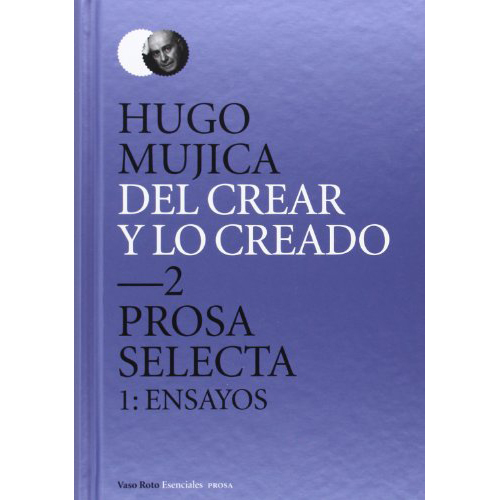 HUGO
MUJICA
DEL CREAR
Y LO CREADO
—2
PROSA
SELECTA
1: ENSAYOS
Vaso Roto Esenciales PROSA